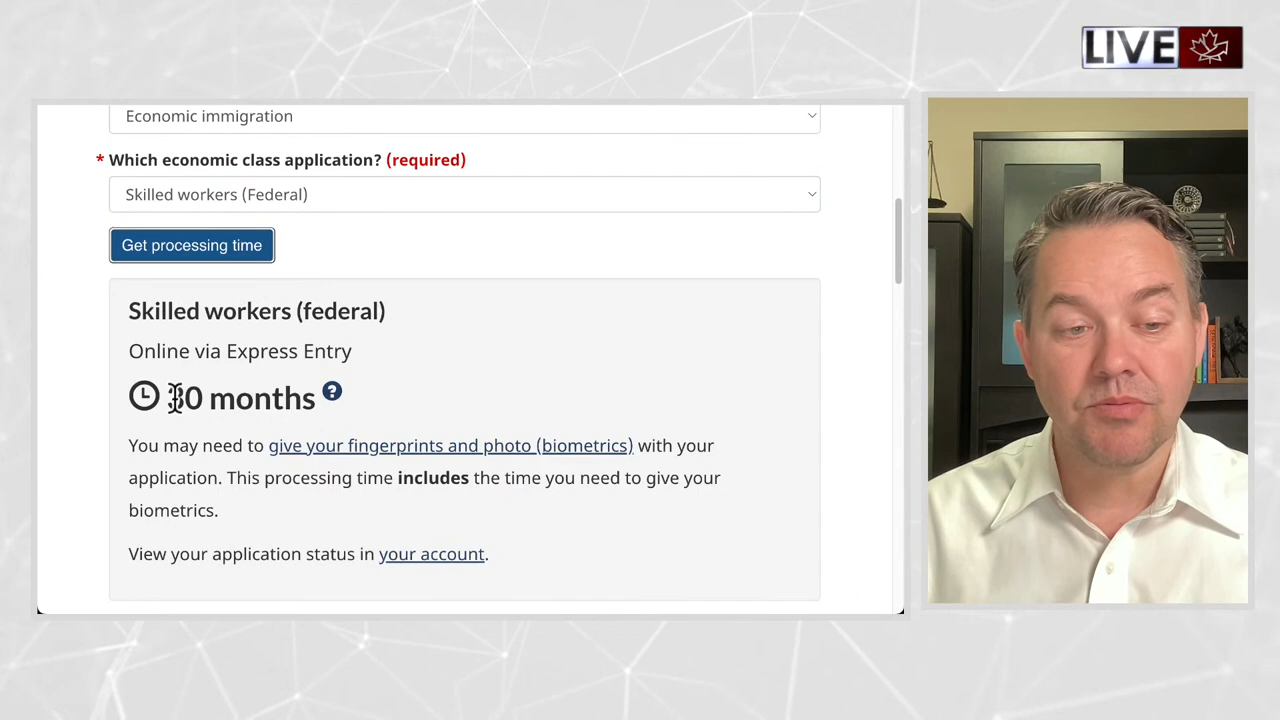 LIVE
Economic immigration
* Which economic class application? (required)
Skilled workers (Federal)
Get processing time
Skilled workers (federal)
Online via Express Entry
months ?
You may need to give your fingerprints and photo (biometrics) with your
application. This processing time includes the time you need to give your
biometrics.
View your application status in your account.